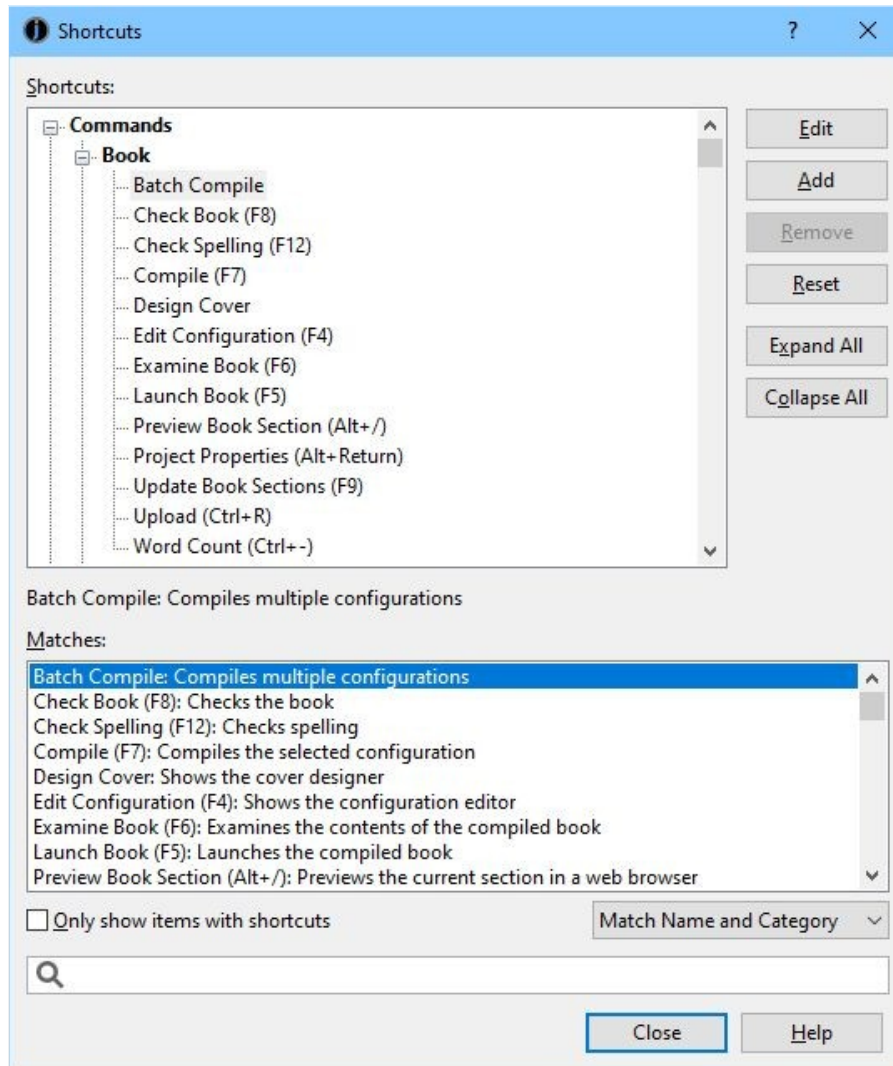 Shortcuts ?
Shortcuts:
Commands
Book
Batch Compile
Check Book (F8)
Check Spelling (F12)
Compile (F7)
Design Cover
Edit Configuration (F4)
Examine Book (F6)
Launch Book (F5)
Preview Book Section (Alt+/)
Project Properties (Alt+Return)
Update Book Sections (F9)
Upload (Ctrl+R)
Word Count (Ctrl+-)
Edit
Add
Remove
Reset
Expand All
Collapse All
Batch Compile: Compiles multiple configurations
Matches:
Batch Compile: Compiles multiple configurations
Check Book (F8): Checks the book
Check Spelling (F12): Checks spelling
Compile (F7): Compiles the selected configuration
Design Cover: Shows the cover designer
Edit Configuration (F4): Shows the configuration editor
Examine Book (F6): Examines the contents of the compiled book
Launch Book (F5): Launches the compiled book
Preview Book Section (Alt+/): Previews the current section in a web browser
Only show items with shortcuts
Match Name and Category
Close
Help